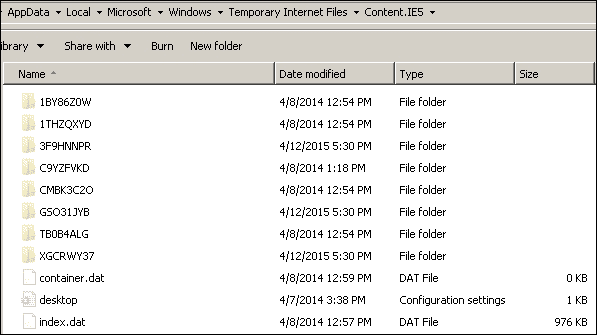 AppData Local Microsoft Windows Temporary Internet Files Content.IE5
ibrary Share with Burn New folder
Name Date modified Type Size
1BY86Z0W 4/8/2014 12:54 PM File folder
1THZQXYD 4/8/2014 12:54 PM File folder
3F9HNNPR 4/12/2015 5:30 PM File folder
C9YZFVKD 4/8/2014 1:18 PM File folder
CMBK3C2O 4/8/2014 12:54 PM File folder
GSO31JYB 4/12/2015 5:30 PM File folder
TB0B4ALG 4/8/2014 12:54 PM File folder
XGCRWY37 4/12/2015 5:30 PM File folder
container.dat 4/8/2014 12:59 PM DAT File 0 KB
desktop 4/7/2014 3:38 PM Configuration settings 1 KB
index.dat 4/8/2014 12:57 PM DAT File 976 KB